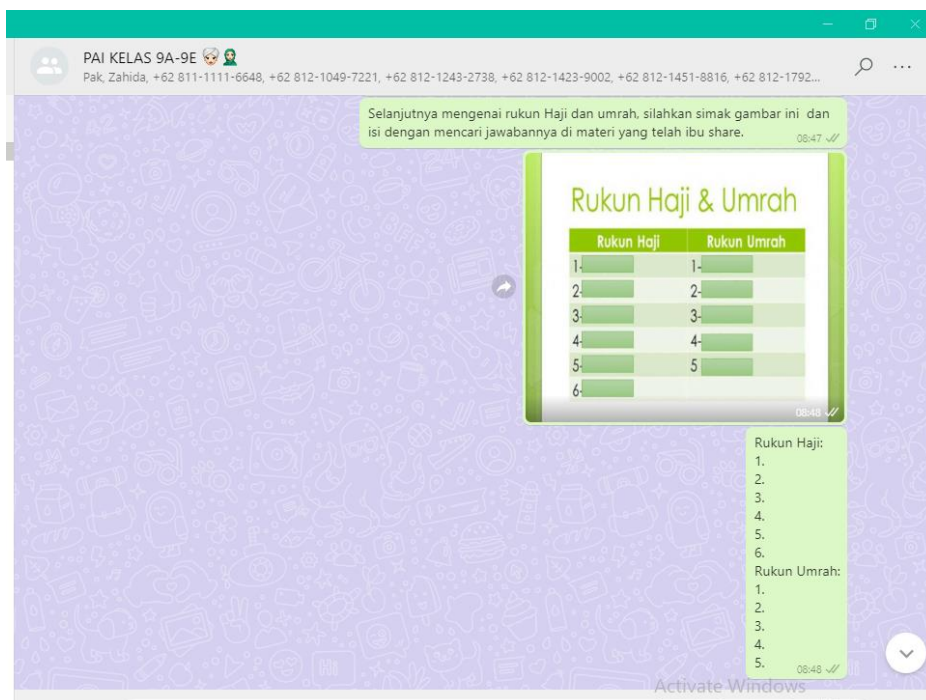 PAI KELAS 9A-9E
Pak, Zahida, +62 811-1111-6648, +62 812-1049-7221, +62 812-1243-2738, +62 812-1423-9002, +62 812-1451-8816, +62 812-1792...
Selanjutnya mengenai rukun Haji dan umrah, silahkan simak gambar ini dan
isi dengan mencari jawabannya di materi yang telah ibu share.
08:47
Rukun Haji & Umrah
Rukun Haji Rukun Umrah
1- 1-
2- 2-
3- 3-
4- 4-
5- 5
6-
08:48
Rukun Haji:
1.
2.
3.
4.
5.
6.
Rukun Umrah:
1.
2.
3.
4.
5.
08:48
Activate Windows